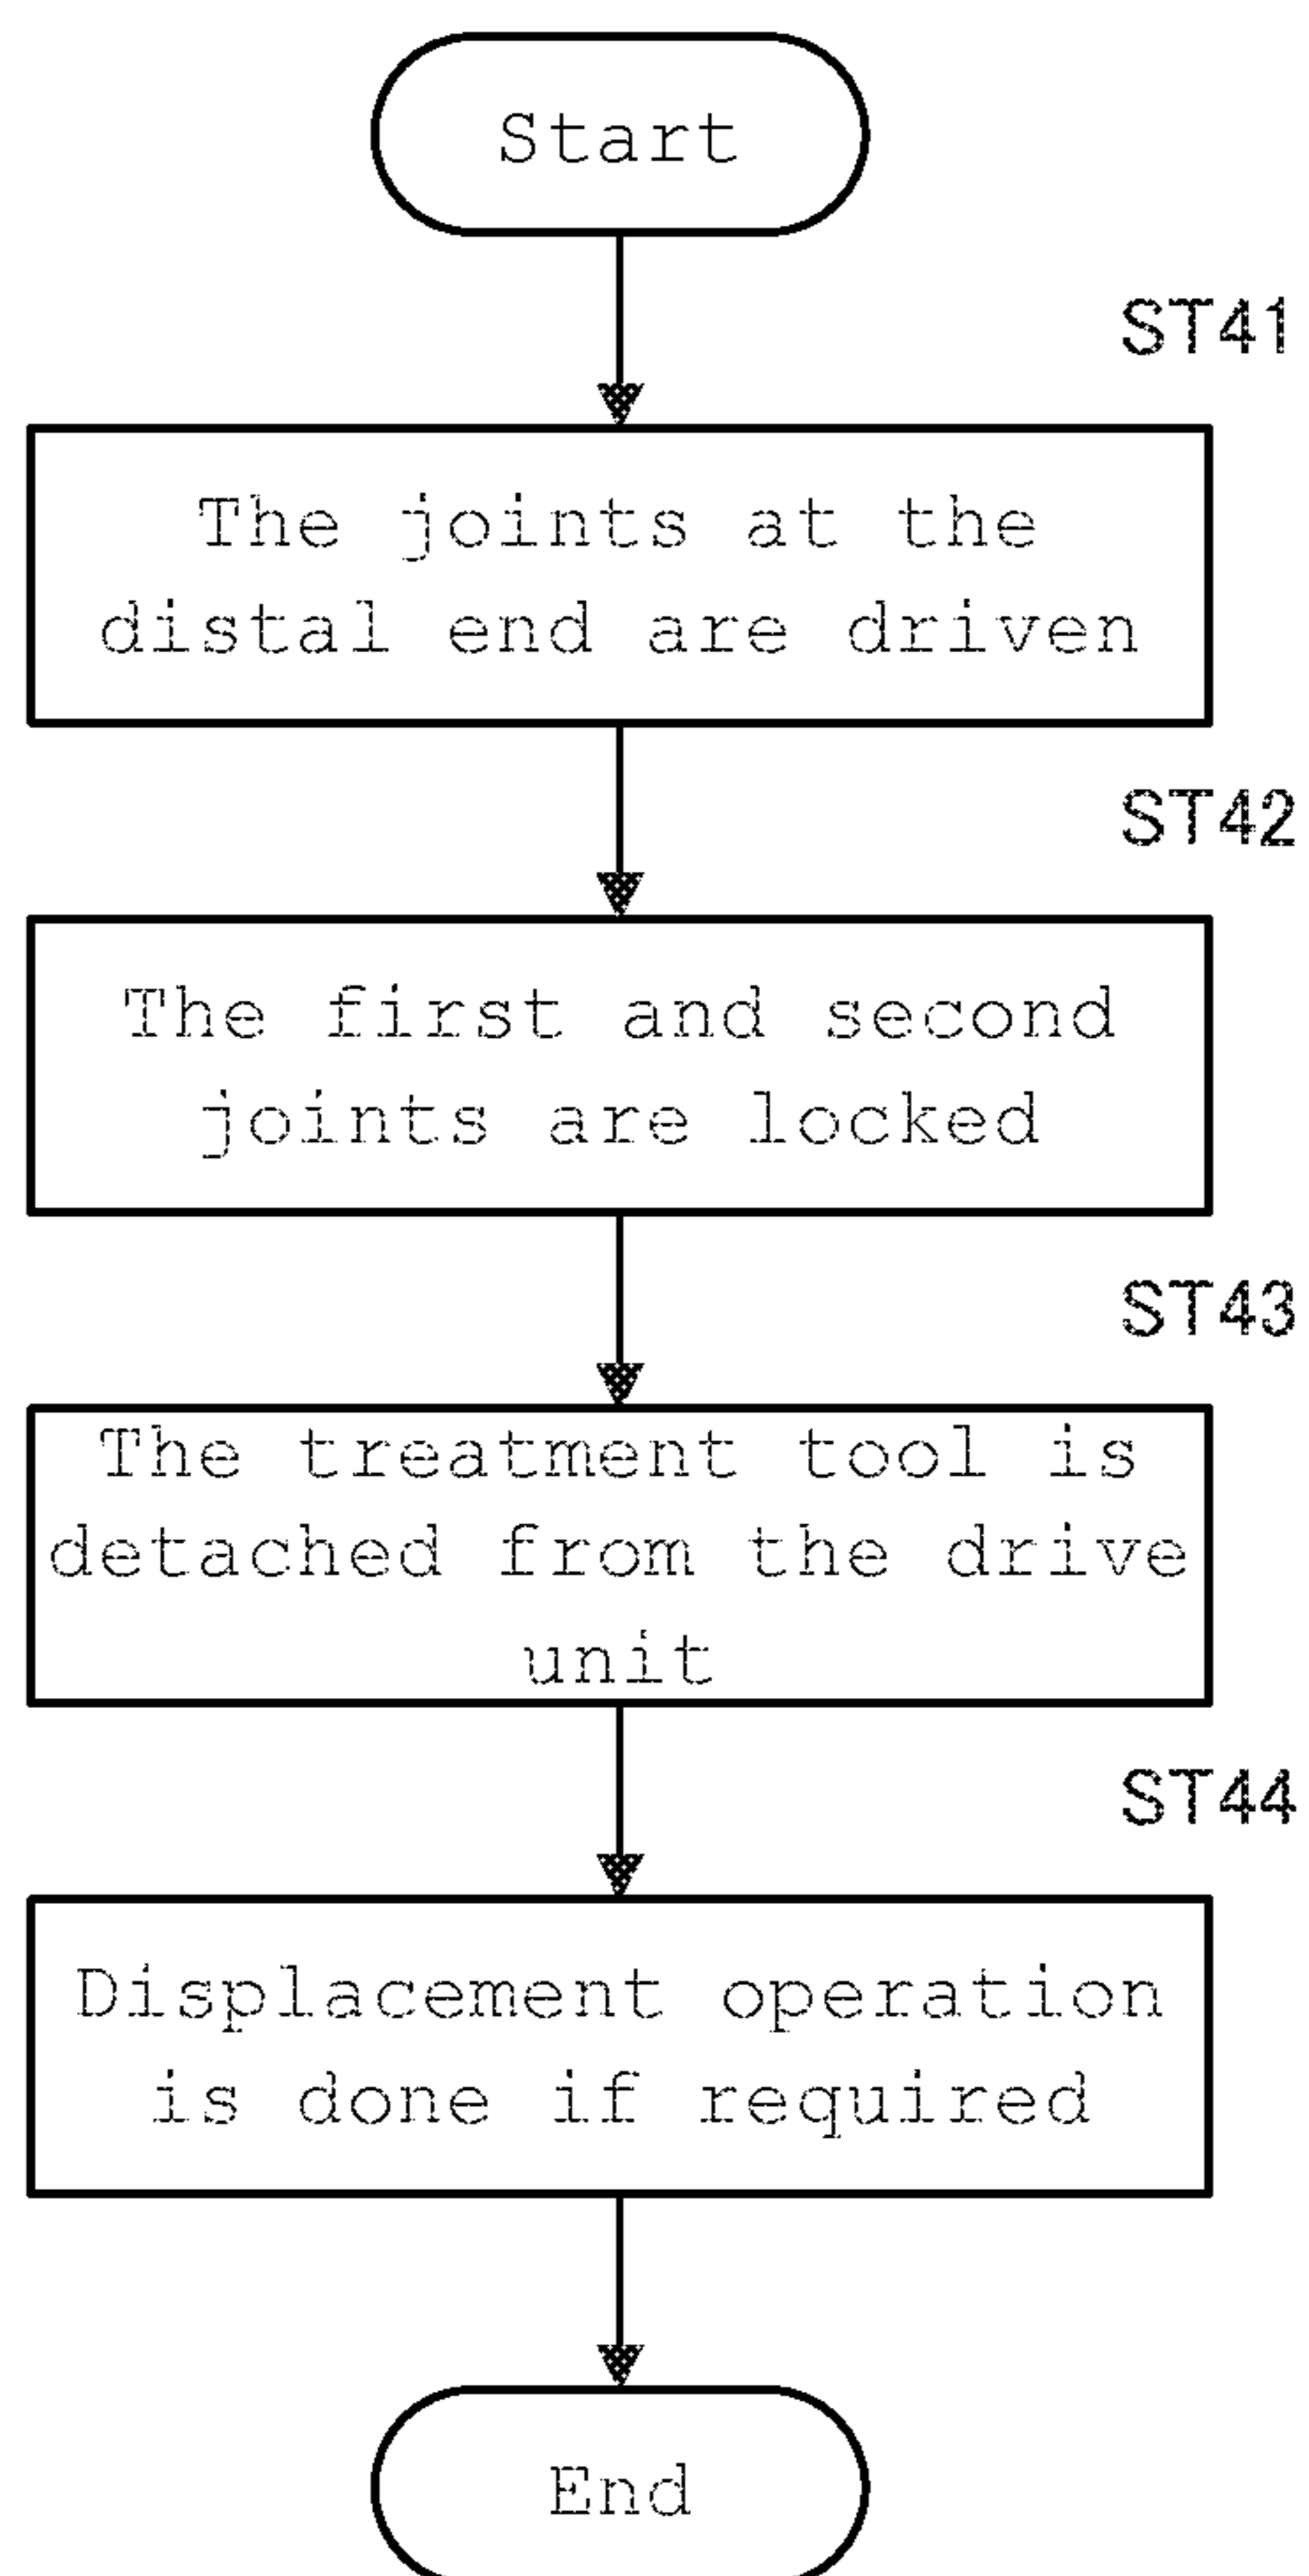 Start
ST41
The joints at the
distal end are driven
ST42
The first and second
joints are locked
ST43
The treatment tool is
detached from the drive
unit
ST44
Displacement operation
is done if required
End